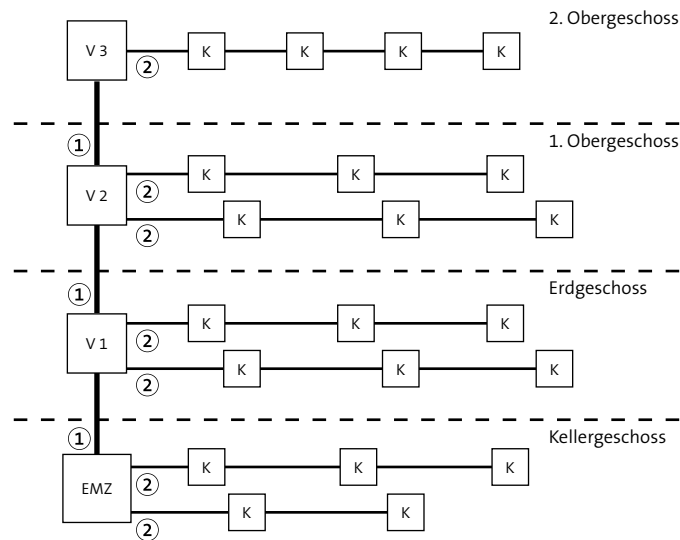 2. Obergeschoss
V 3 K K K K
2
1. Obergeschoss
1
K K K
2
V 2
K K K
2
Erdgeschoss
1
K K K
2
V 1
K K K
2
Kellergeschoss
1
K K K
2
EMZ
K K
2